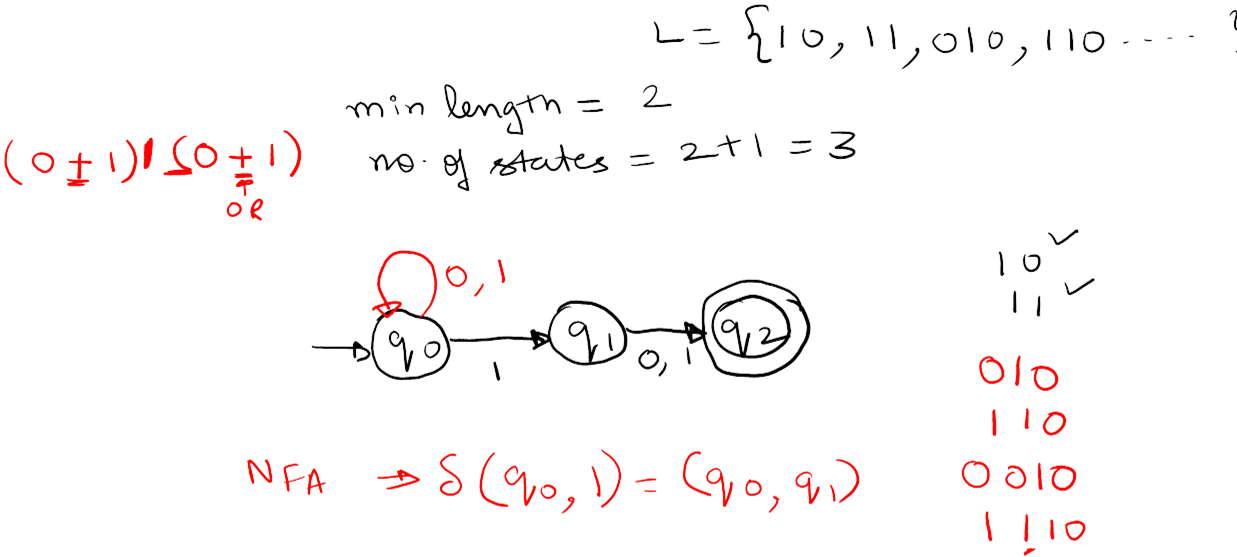 L = {10, 11, 010, 110 ---- }
min length = 2
no. of states = 2+1 = 3
(0+1)1(0+1)
OR
0,1
q0
1
q1
0,1
q2
10 ✓
11 ✓
010
110
0010
1110
NFA ⇒ δ(q0,1) = (q0,q1)